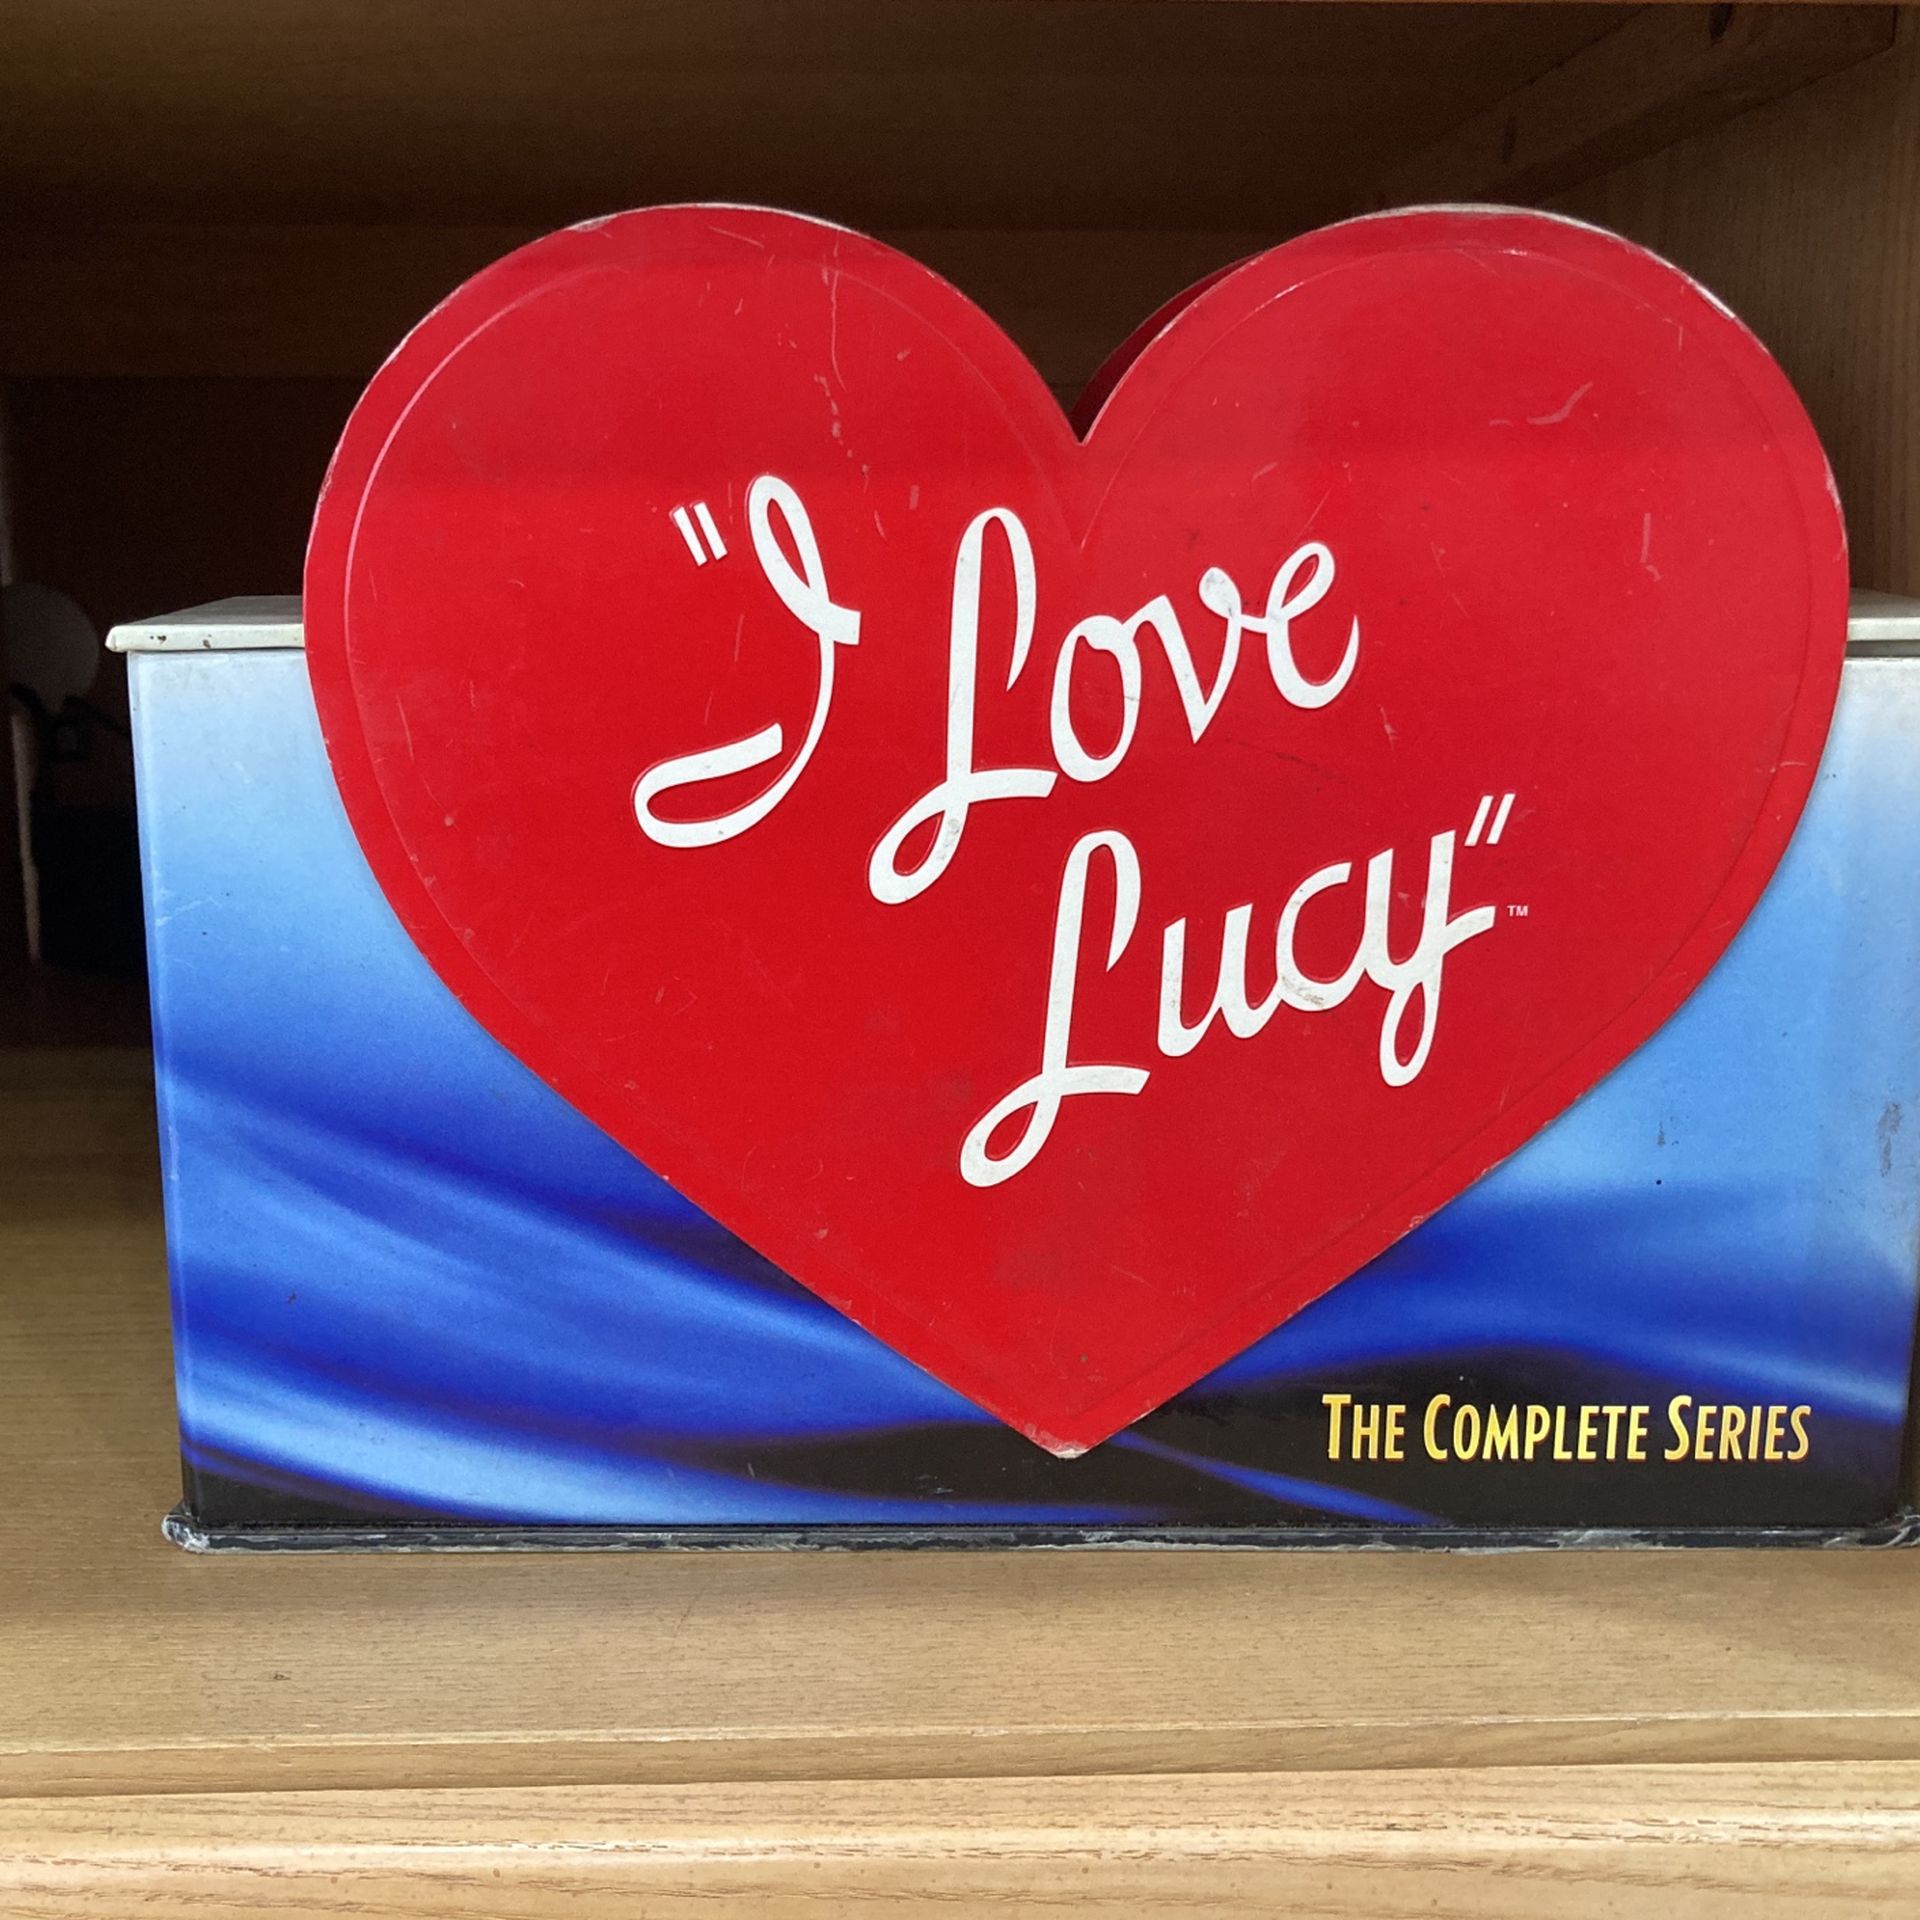 "I Love
Lucy"™
THE COMPLETE SERIES